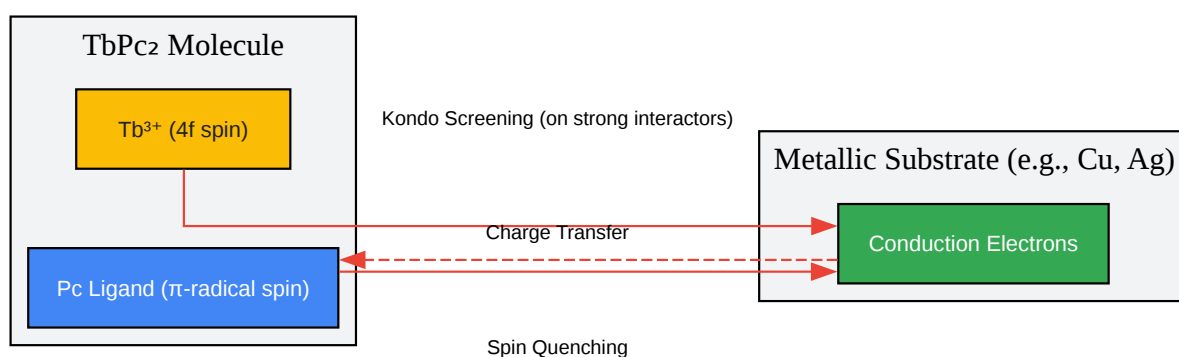 TbPc₂ Molecule
Tb³⁺ (4f spin)
Kondo Screening (on strong interactors)
Metallic Substrate (e.g., Cu, Ag)
Charge Transfer
Conduction Electrons
Pc Ligand (π-radical spin)
Spin Quenching